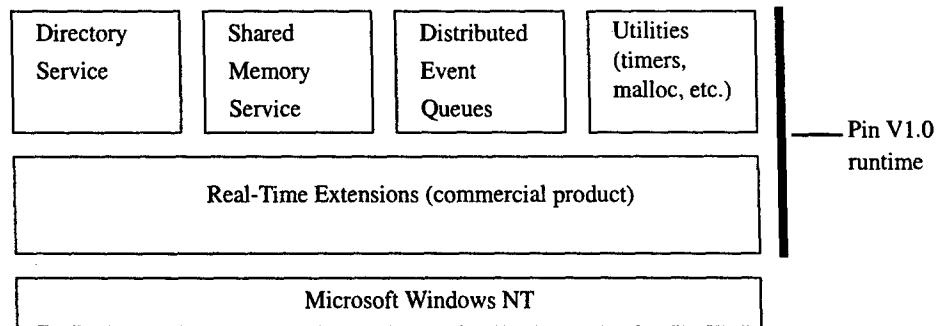 Directory
Service
Shared
Memory
Service
Distributed
Event
Queues
Utilities
(timers,
malloc, etc.)
Pin V1.0
runtime
Real-Time Extensions (commercial product)
Microsoft Windows NT